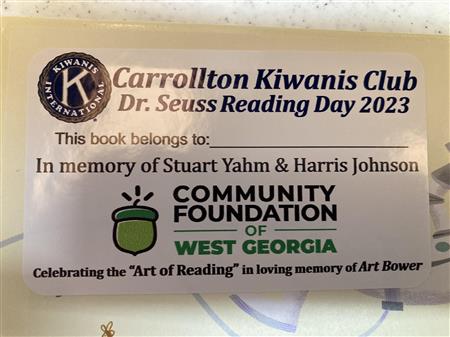 KIWANIS INTERNATIONAL
K
Carrollton Kiwanis Club
Dr. Seuss Reading Day 2023
This book belongs to:
In memory of Stuart Yahm & Harris Johnson
COMMUNITY
FOUNDATION
OF
WEST GEORGIA
Celebrating the “Art of Reading” in loving memory of Art Bower